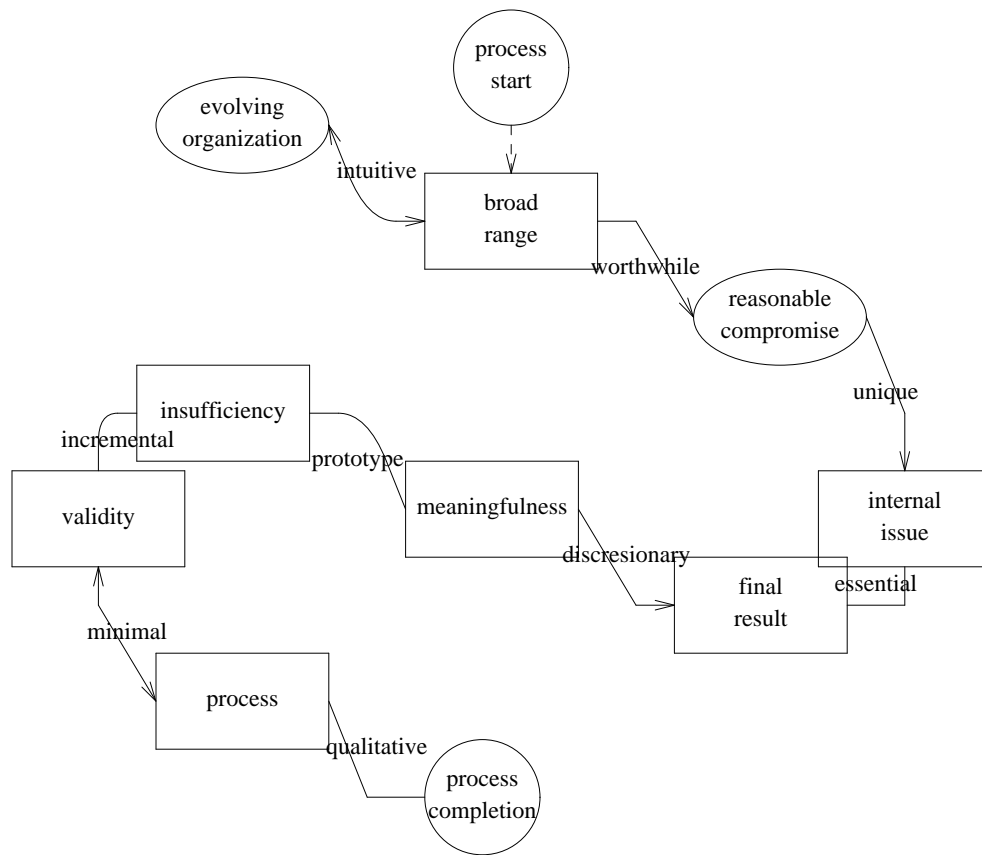 process
start
evolving
organization
intuitive
broad
range
worthwhile
reasonable
compromise
unique
insufficiency
incremental
prototype
meaningfulness
validity
internal
issue
discresionary
final
result
essential
minimal
process
qualitative
process
completion